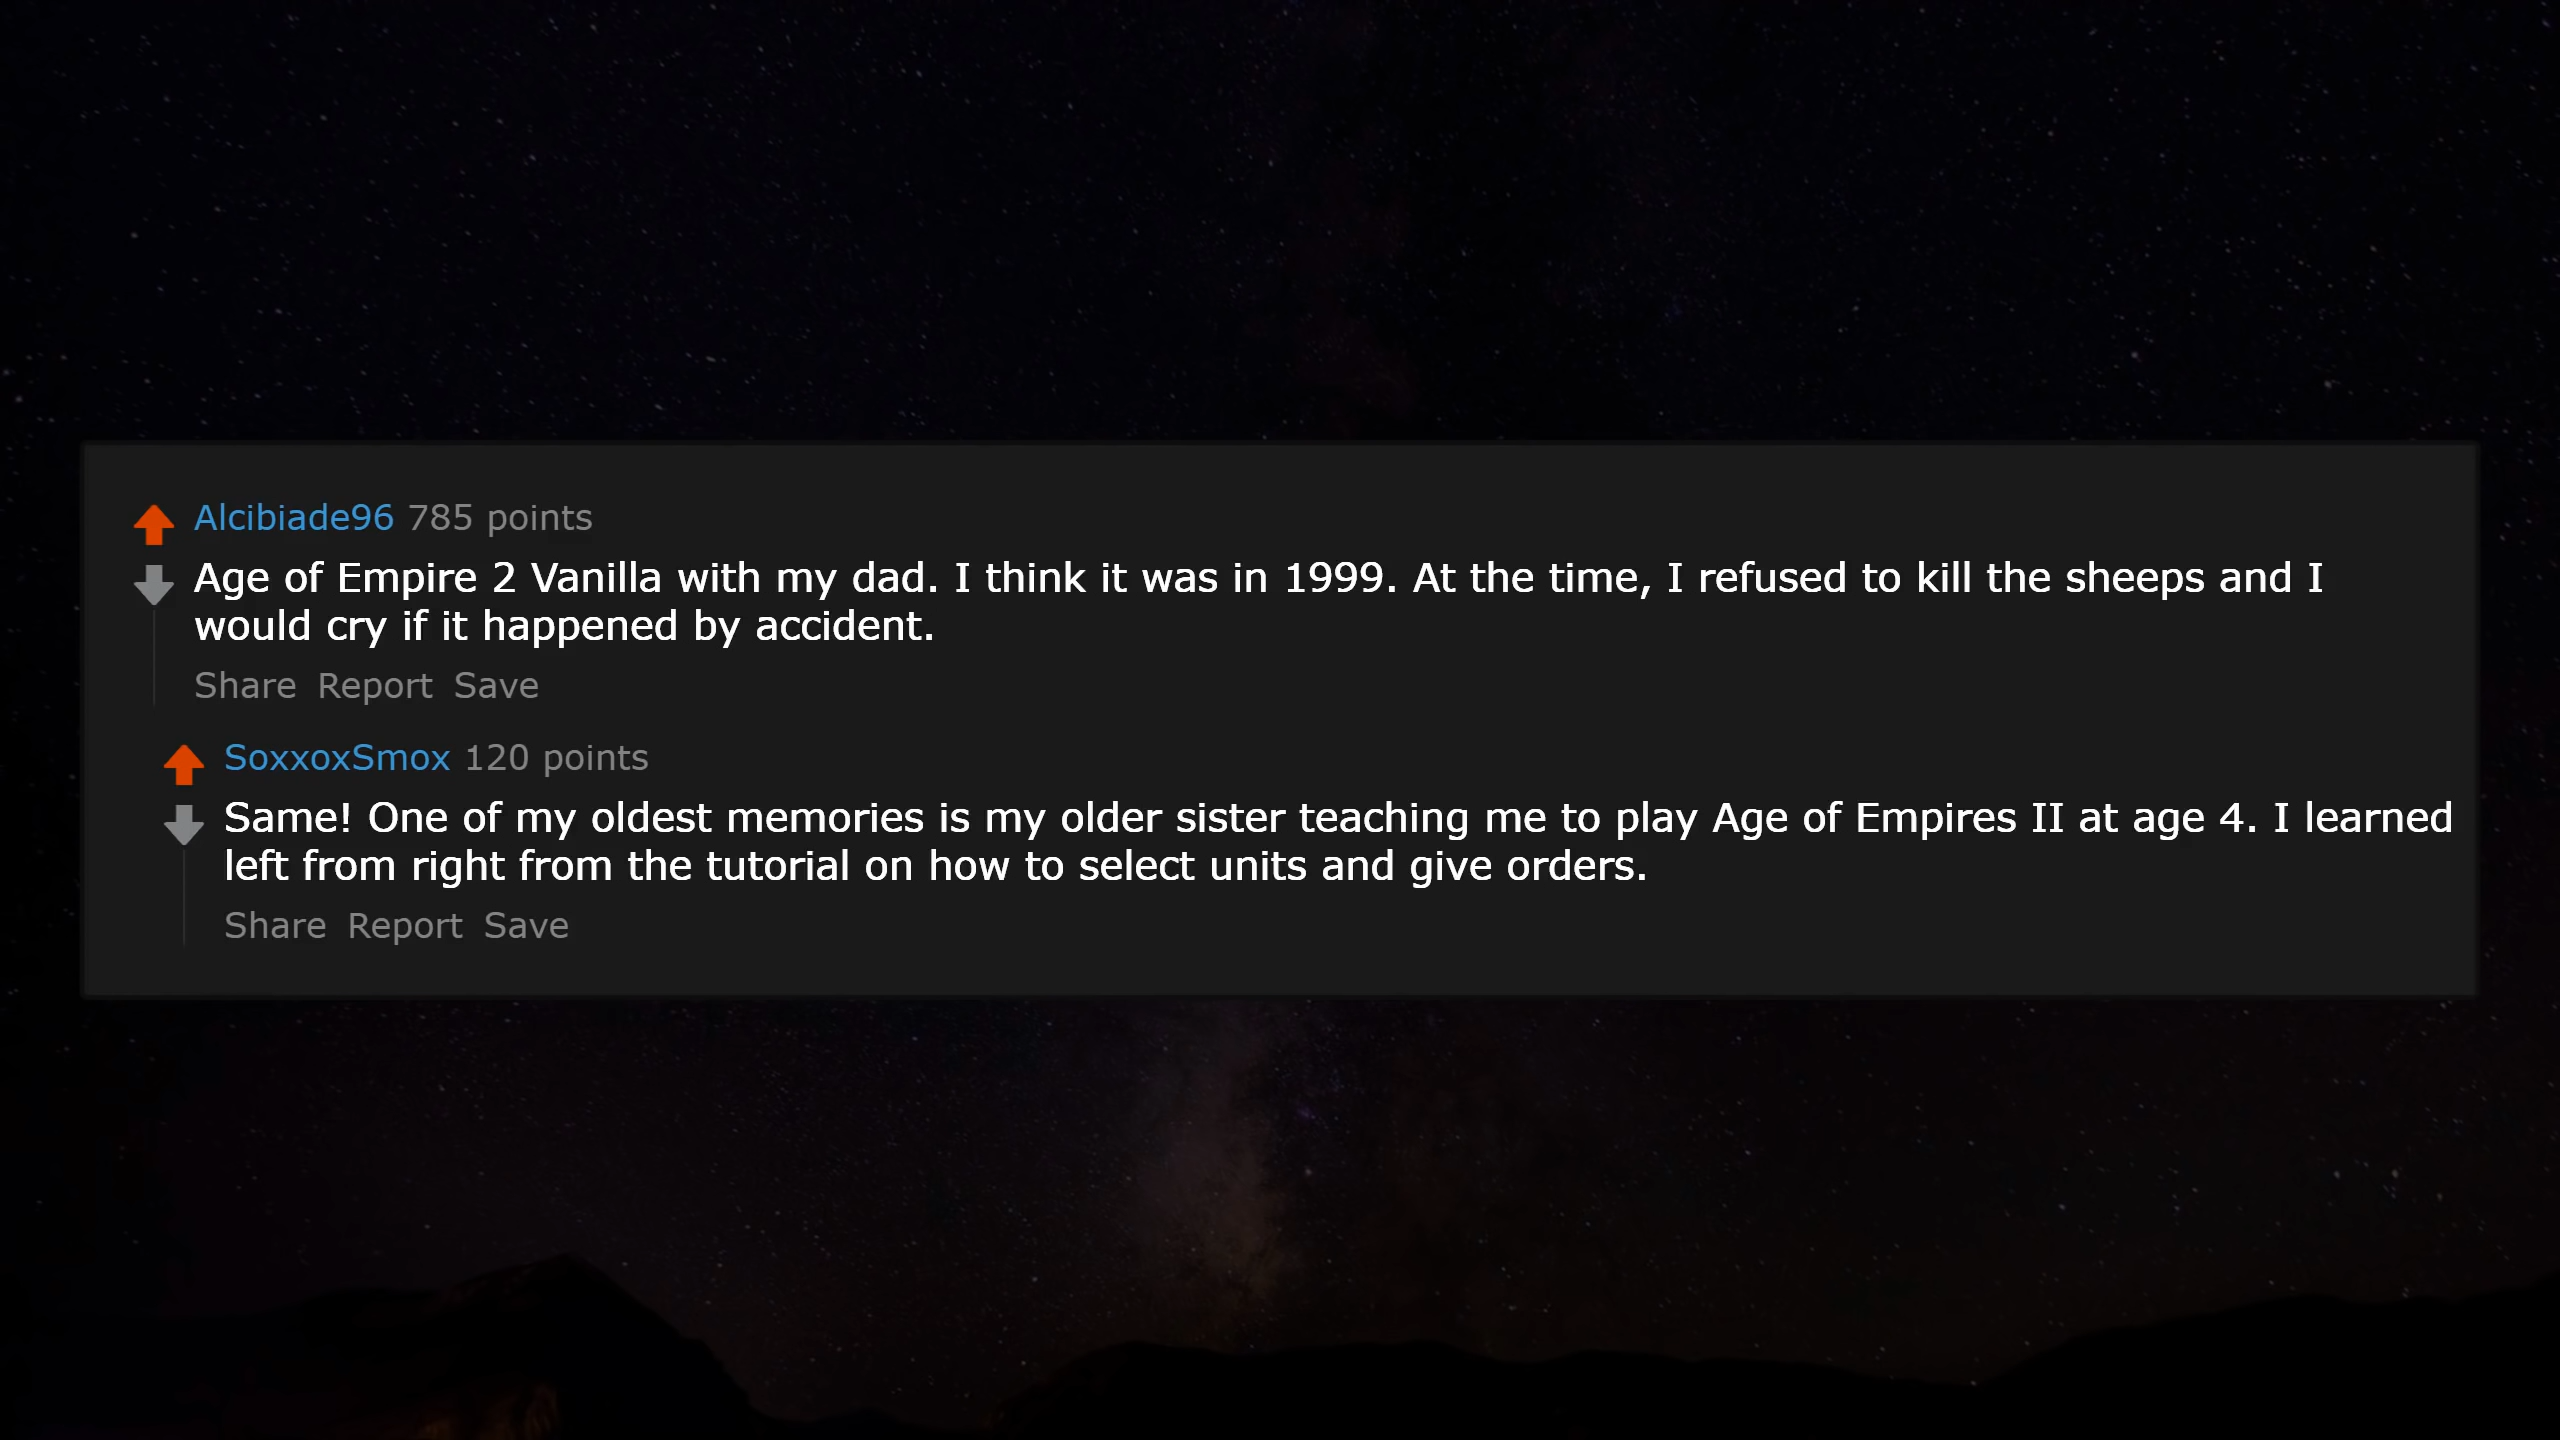 Alcibiade96 785 points
Age of Empire 2 Vanilla with my dad. I think it was in 1999. At the time, I refused to kill the sheeps and I
would cry if it happened by accident.
Share Report Save
SoxxoxSmox 120 points
Same! One of my oldest memories is my older sister teaching me to play Age of Empires II at age 4. I learned
left from right from the tutorial on how to select units and give orders.
Share Report Save